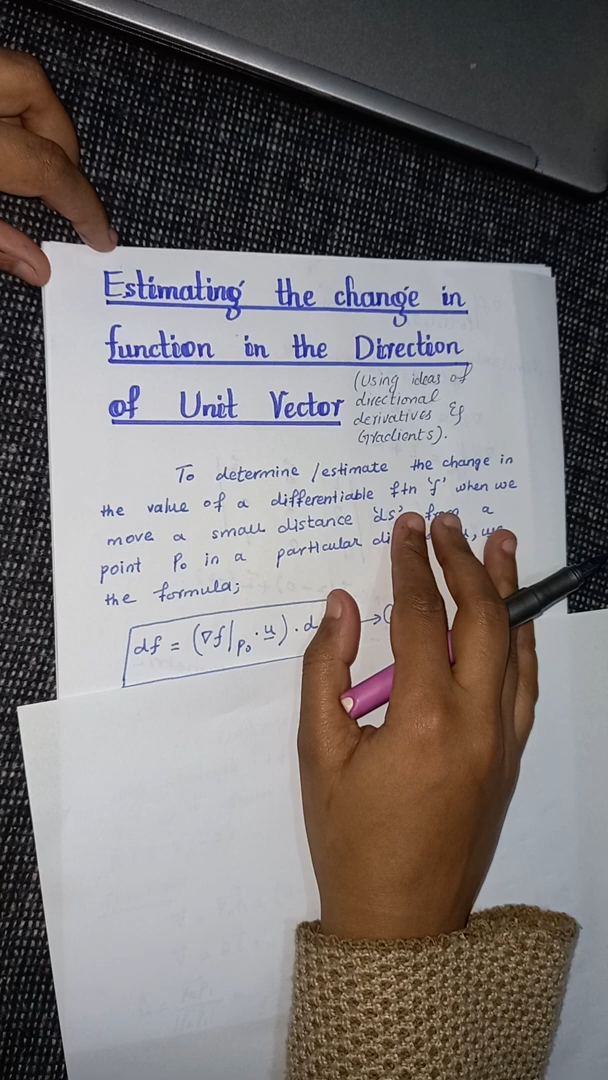 Estimating the change in
function in the Direction
of Unit Vector
(Using ideas of
directional
derivatives &
Gradients).
To determine/estimate the change in
the value of a differentiable ftn 'f' when we
move a small distance 'ds' from a
point P₀ in a particular
the formula;
df = (∇f|P₀ · u) · d